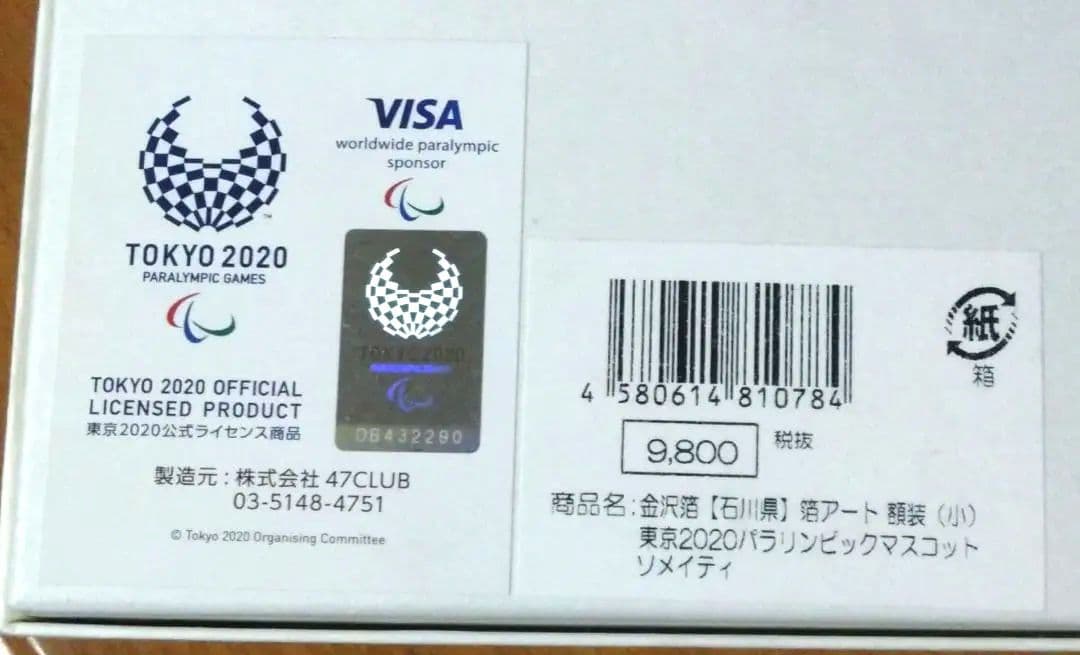 TOKYO 2020
PARALYMPIC GAMES
TOKYO 2020 OFFICIAL
LICENSED PRODUCT
東京2020公式ライセンス商品
VISA
worldwide paralympic
sponsor
TOKYO 2020
DB432290
製造元:株式会社 47CLUB
03-5148-4751
© Tokyo 2020 Organising Committee
4 580614 810784
9,800 税抜
紙
箱
商品名:金沢箔【石川県】箔アート 額装(小)
東京2020パラリンピックマスコット
ソメイティ